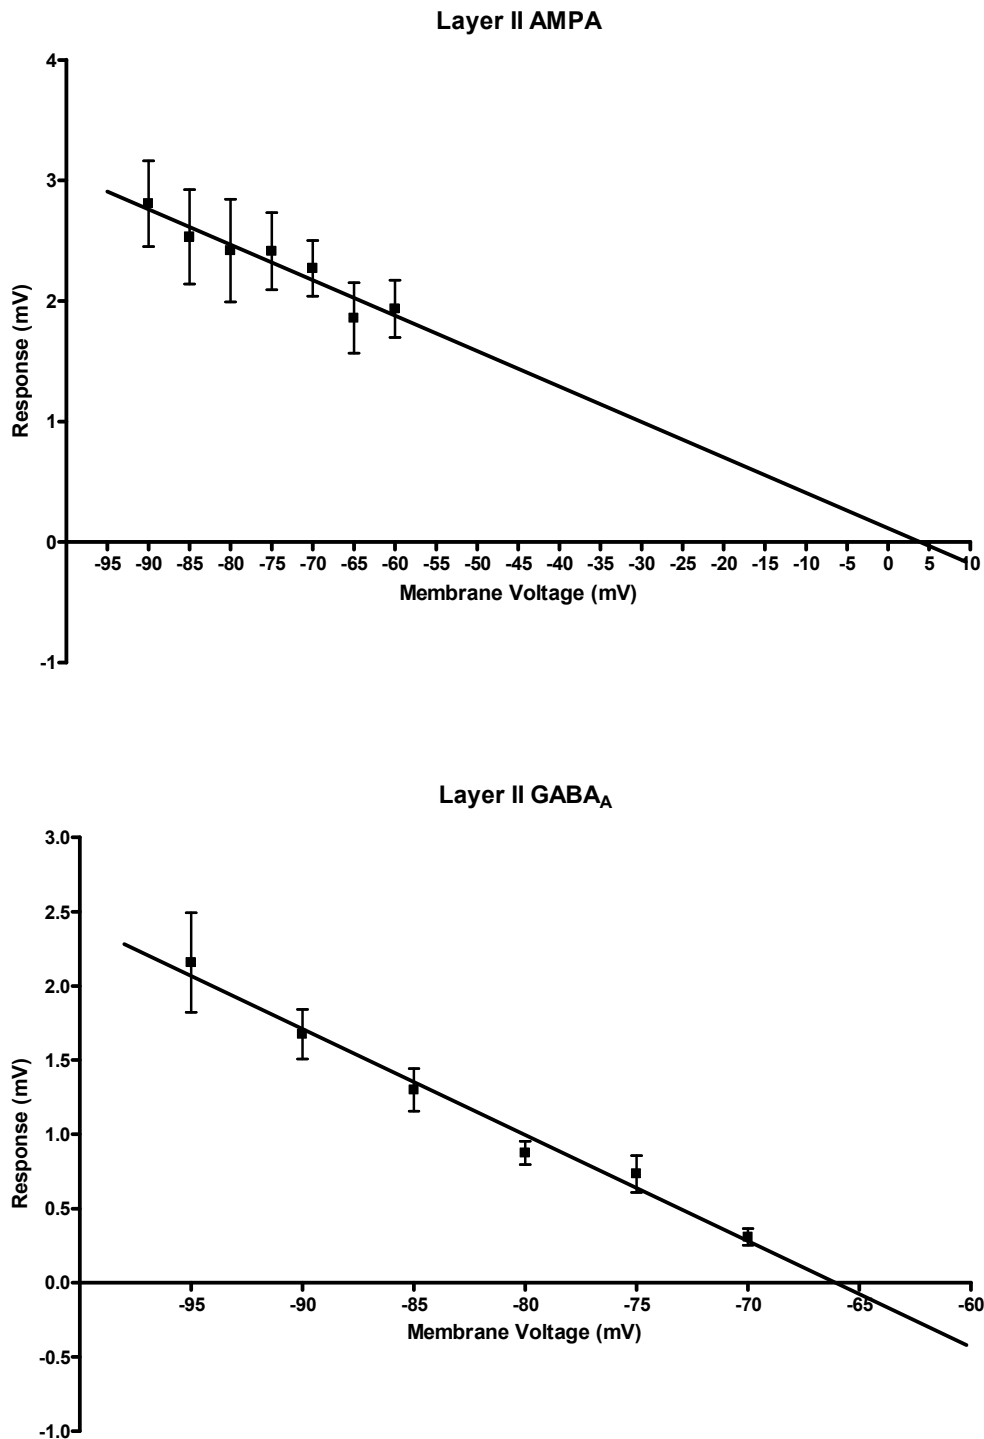 Layer II AMPA
4
3
2
1
0
-1
Response (mV)
-95 -90 -85 -80 -75 -70 -65 -60 -55 -50 -45 -40 -35 -30 -25 -20 -15 -10 -5 0 5 10
Membrane Voltage (mV)
Layer II GABAA
3.0
2.5
2.0
1.5
1.0
0.5
0.0
-0.5
-1.0
Response (mV)
-95 -90 -85 -80 -75 -70 -65 -60
Membrane Voltage (mV)